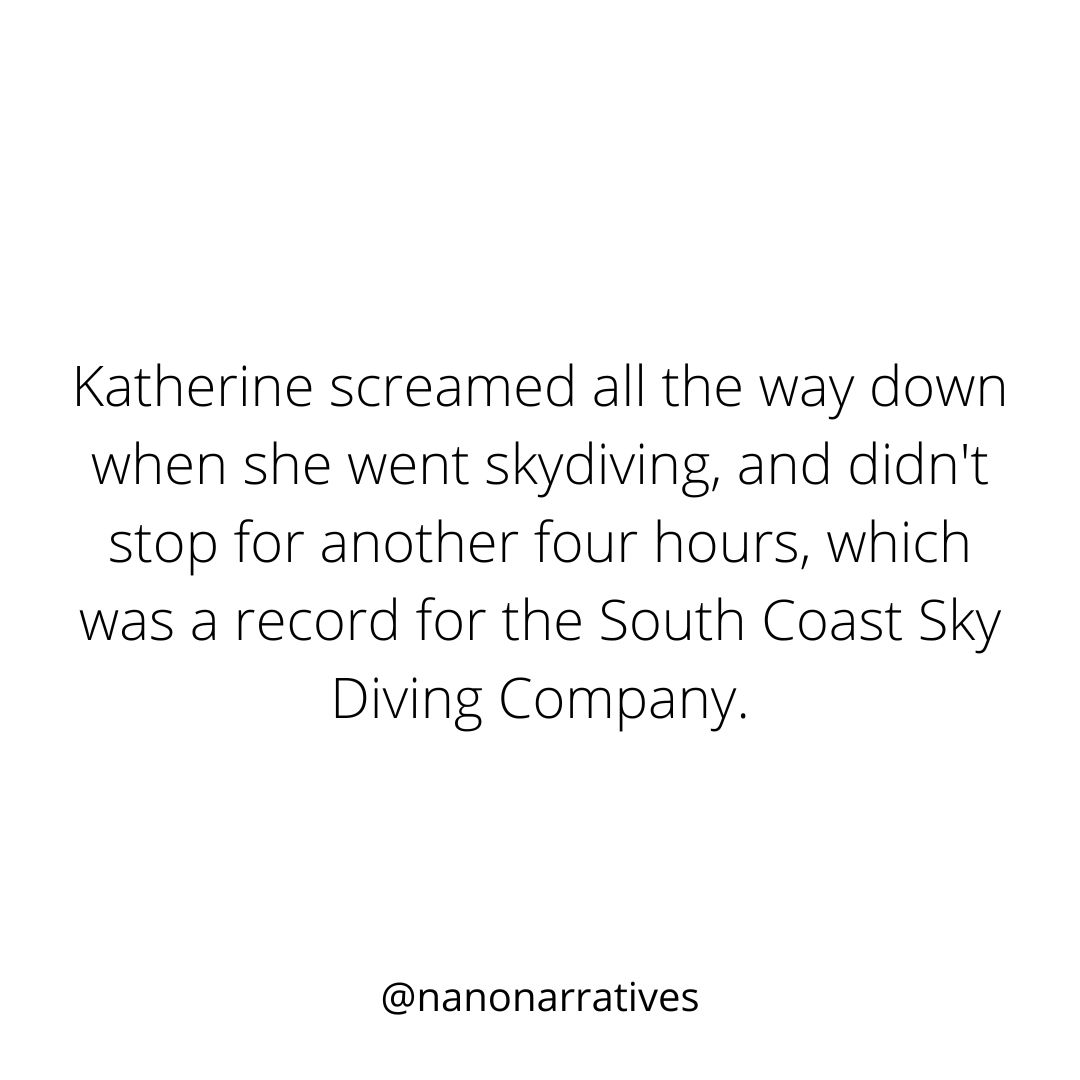 Katherine screamed all the way down
when she went skydiving, and didn't
stop for another four hours, which
was a record for the South Coast Sky
Diving Company.
@nanonarratives